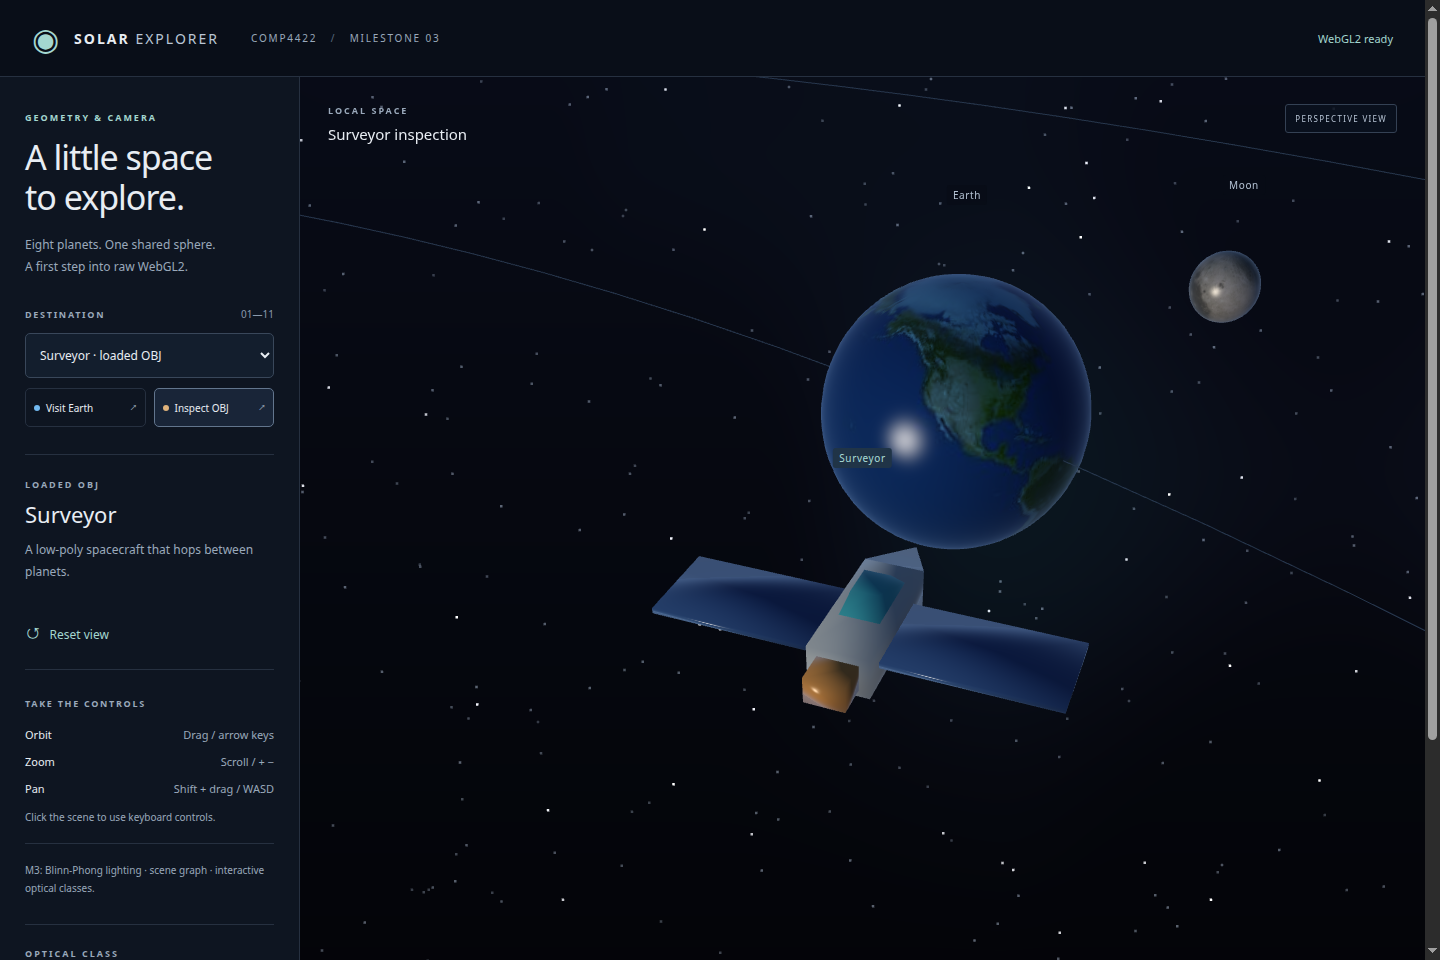 SOLAR EXPLORER
COMP4422 / MILESTONE 03
WebGL2 ready
GEOMETRY & CAMERA
A little space
to explore.
Eight planets. One shared sphere.
A first step into raw WebGL2.
DESTINATION 01—11
Surveyor · loaded OBJ
Visit Earth ↗
Inspect OBJ ↗
LOADED OBJ
Surveyor
A low-poly spacecraft that hops between
planets.
↺ Reset view
TAKE THE CONTROLS
Orbit Drag / arrow keys
Zoom Scroll / + −
Pan Shift + drag / WASD
Click the scene to use keyboard controls.
M3: Blinn-Phong lighting · scene graph · interactive
optical classes.
OPTICAL CLASS
LOCAL SPACE
Surveyor inspection
PERSPECTIVE VIEW
Earth
Moon
Surveyor